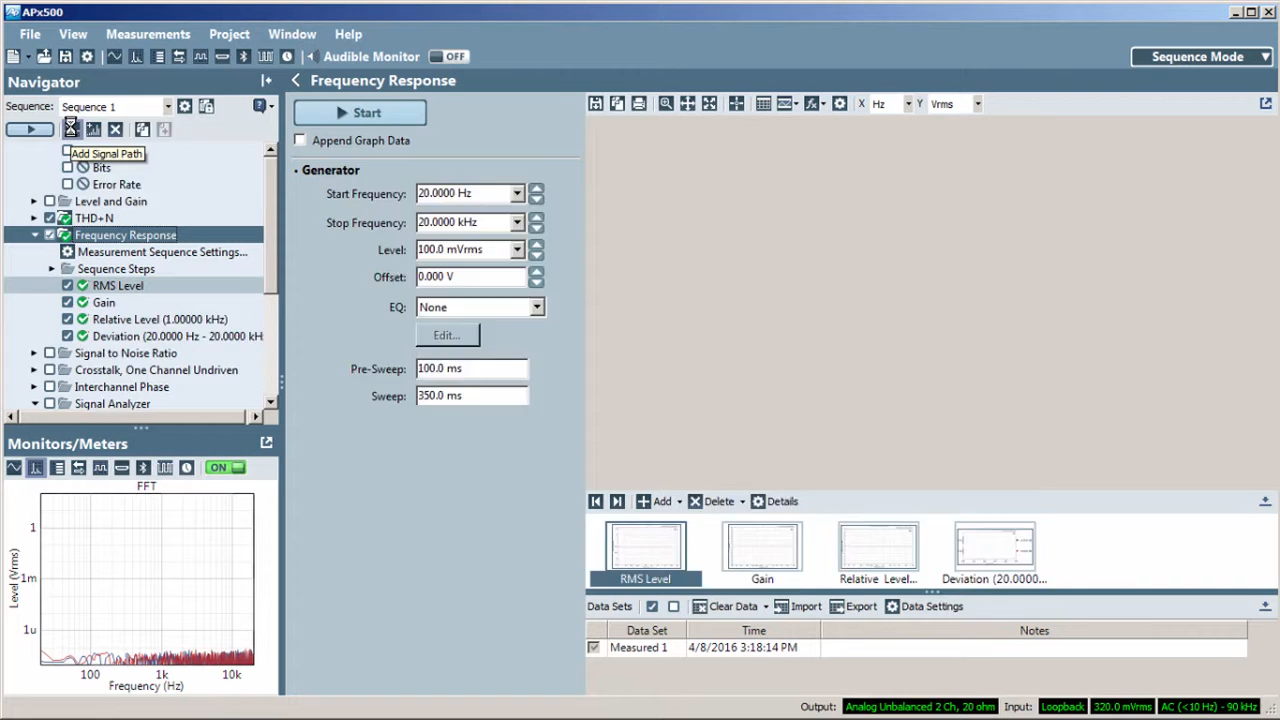 APx500
File View Measurements Project Window Help
Audible Monitor OFF
Sequence Mode
Navigator
Sequence: Sequence 1
Add Signal Path
Bits
Error Rate
Level and Gain
THD+N
Frequency Response
Measurement Sequence Settings...
Sequence Steps
RMS Level
Gain
Relative Level (1.00000 kHz)
Deviation (20.0000 Hz - 20.0000 kH
Signal to Noise Ratio
Crosstalk, One Channel Undriven
Interchannel Phase
Signal Analyzer
Monitors/Meters
ON
FFT
Level (Vrms)
1
1m
1u
100 1k 10k
Frequency (Hz)
Frequency Response
Start
Append Graph Data
Generator
Start Frequency: 20.0000 Hz
Stop Frequency: 20.0000 kHz
Level: 100.0 mVrms
Offset: 0.000 V
EQ: None
Edit...
Pre-Sweep: 100.0 ms
Sweep: 350.0 ms
X Hz Y Vrms
Add Delete Details
RMS Level Gain Relative Level... Deviation (20.0000...
Data Sets Clear Data Import Export Data Settings
Data Set Time Notes
Measured 1 4/8/2016 3:18:14 PM
Output: Analog Unbalanced 2 Ch, 20 ohm Input: Loopback 320.0 mVrms AC (<10 Hz) - 90 kHz